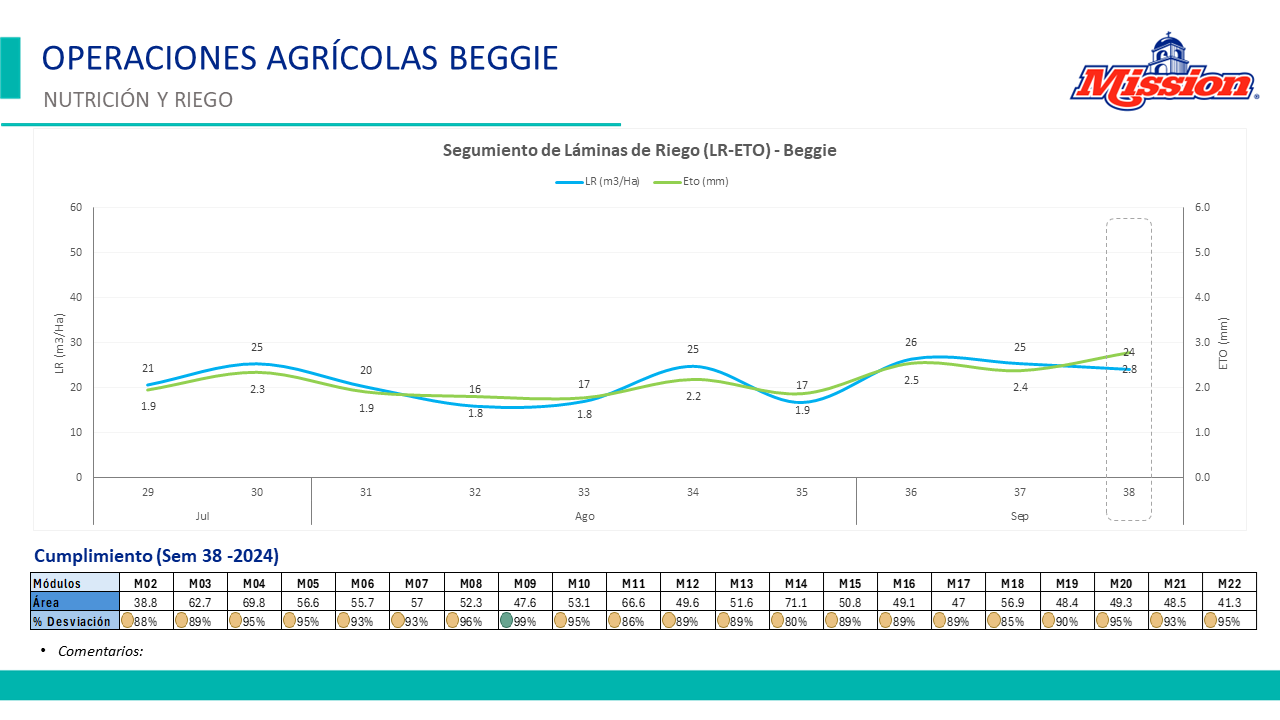 OPERACIONES AGRÍCOLAS BEGGIE
NUTRICIÓN Y RIEGO
Mission®
Segumiento de Láminas de Riego (LR-ETO) - Beggie
LR (m3/Ha) Eto (mm)
60 6.0
50 5.0
40 4.0
30 3.0
20 2.0
10 1.0
0 0.0
LR (m3/Ha)
ETO (mm)
21 25 20 16 17 25 17 26 25 24
1.9 2.3 1.9 1.8 1.8 2.2 1.9 2.5 2.4 2.8
29 30 31 32 33 34 35 36 37 38
Jul Ago Sep
Cumplimiento (Sem 38 -2024)
Módulos M02 M03 M04 M05 M06 M07 M08 M09 M10 M11 M12 M13 M14 M15 M16 M17 M18 M19 M20 M21 M22
Área 38.8 62.7 69.8 56.6 55.7 57 52.3 47.6 53.1 66.6 49.6 51.6 71.1 50.8 49.1 47 56.9 48.4 49.3 48.5 41.3
% Desviación 88% 89% 95% 95% 93% 93% 96% 99% 95% 86% 89% 89% 80% 89% 89% 89% 85% 90% 95% 93% 95%
• Comentarios: